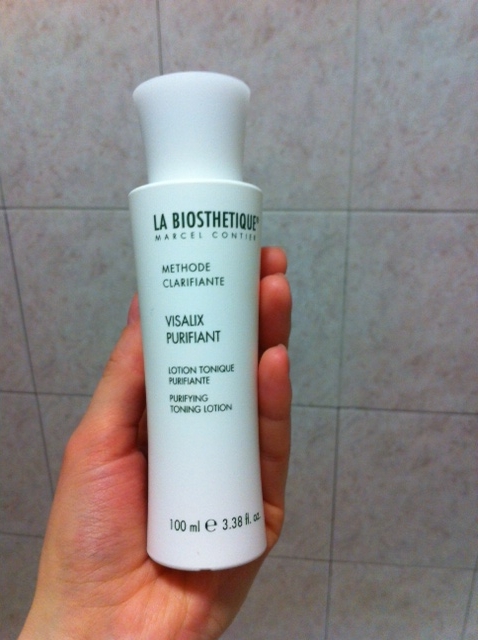 LA BIOSTHETIQUE®
MARCEL CONTIER
METHODE
CLARIFIANTE
VISALIX
PURIFIANT
LOTION TONIQUE
PURIFIANTE
PURIFYING
TONING LOTION
100 ml ℮ 3.38 fl. oz.